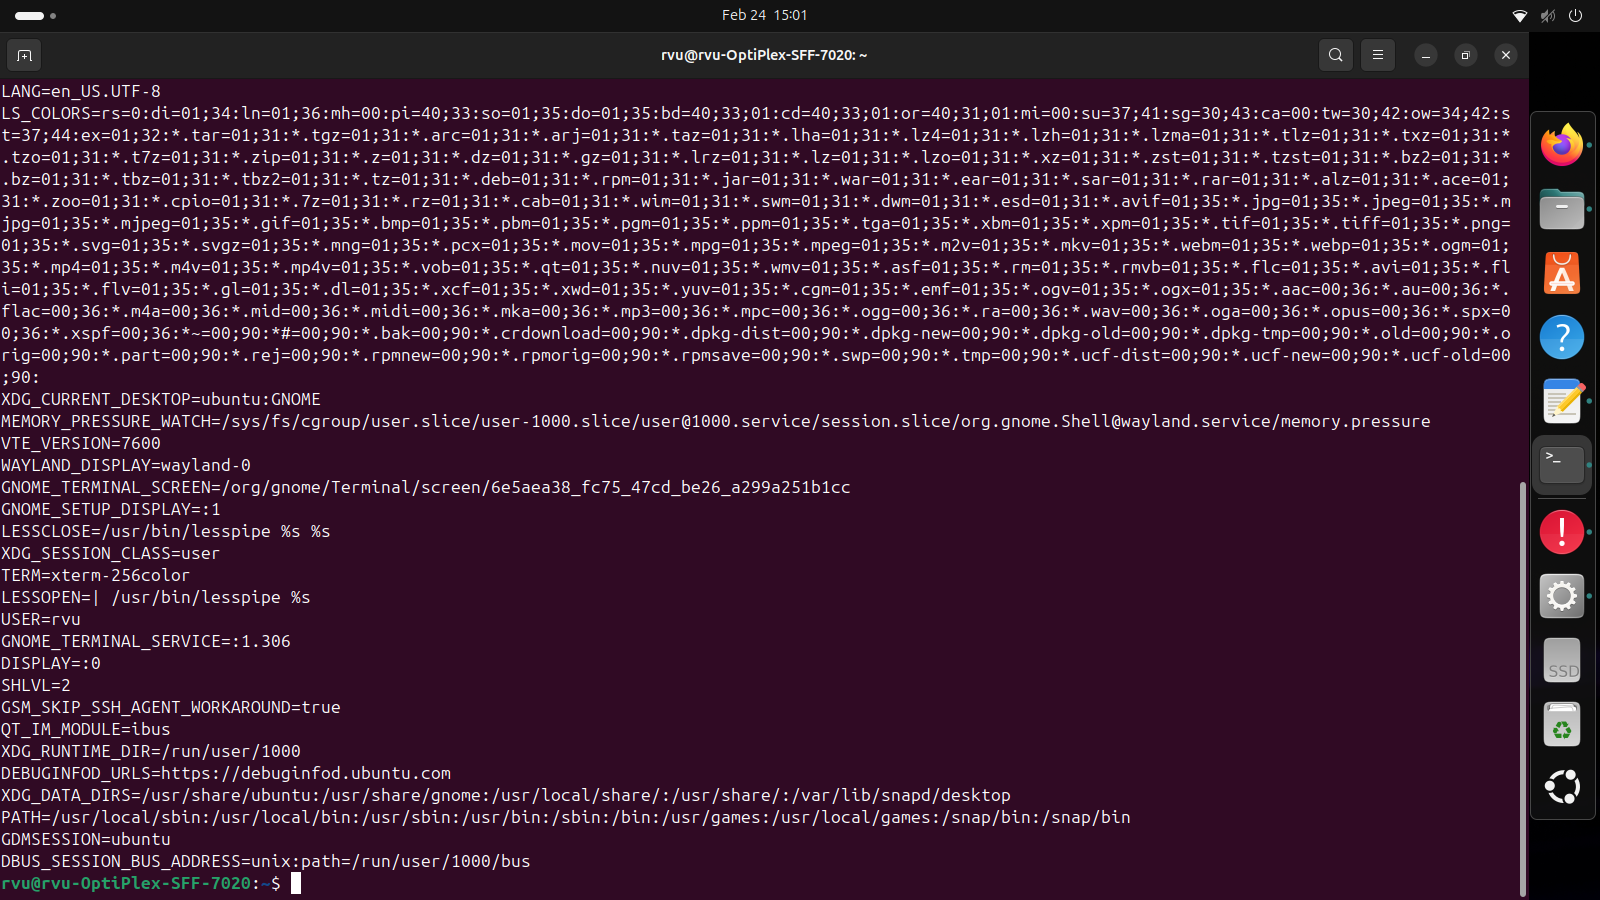 Feb 24 15:01
rvu@rvu-OptiPlex-SFF-7020: ~
LANG=en_US.UTF-8
LS_COLORS=rs=0:di=01;34:ln=01;36:mh=00:pi=40;33:so=01;35:do=01;35:bd=40;33;01:cd=40;33;01:or=40;31;01:mi=00:su=37;41:sg=30;43:ca=00:tw=30;42:ow=34;42:s
t=37;44:ex=01;32:*.tar=01;31:*.tgz=01;31:*.arc=01;31:*.arj=01;31:*.taz=01;31:*.lha=01;31:*.lz4=01;31:*.lzh=01;31:*.lzma=01;31:*.tlz=01;31:*.txz=01;31:*
.tzo=01;31:*.t7z=01;31:*.zip=01;31:*.z=01;31:*.dz=01;31:*.gz=01;31:*.lrz=01;31:*.lz=01;31:*.lzo=01;31:*.xz=01;31:*.zst=01;31:*.tzst=01;31:*.bz2=01;31:*
.bz=01;31:*.tbz=01;31:*.tbz2=01;31:*.tz=01;31:*.deb=01;31:*.rpm=01;31:*.jar=01;31:*.war=01;31:*.ear=01;31:*.sar=01;31:*.rar=01;31:*.alz=01;31:*.ace=01;
31:*.zoo=01;31:*.cpio=01;31:*.7z=01;31:*.rz=01;31:*.cab=01;31:*.wim=01;31:*.swm=01;31:*.dwm=01;31:*.esd=01;31:*.avif=01;35:*.jpg=01;35:*.jpeg=01;35:*.m
jpg=01;35:*.mjpeg=01;35:*.gif=01;35:*.bmp=01;35:*.pbm=01;35:*.pgm=01;35:*.ppm=01;35:*.tga=01;35:*.xbm=01;35:*.xpm=01;35:*.tif=01;35:*.tiff=01;35:*.png=
01;35:*.svg=01;35:*.svgz=01;35:*.mng=01;35:*.pcx=01;35:*.mov=01;35:*.mpg=01;35:*.mpeg=01;35:*.m2v=01;35:*.mkv=01;35:*.webm=01;35:*.webp=01;35:*.ogm=01;
35:*.mp4=01;35:*.m4v=01;35:*.mp4v=01;35:*.vob=01;35:*.qt=01;35:*.nuv=01;35:*.wmv=01;35:*.asf=01;35:*.rm=01;35:*.rmvb=01;35:*.flc=01;35:*.avi=01;35:*.fl
i=01;35:*.flv=01;35:*.gl=01;35:*.dl=01;35:*.xcf=01;35:*.xwd=01;35:*.yuv=01;35:*.cgm=01;35:*.emf=01;35:*.ogv=01;35:*.ogx=01;35:*.aac=00;36:*.au=00;36:*.
flac=00;36:*.m4a=00;36:*.mid=00;36:*.midi=00;36:*.mka=00;36:*.mp3=00;36:*.mpc=00;36:*.ogg=00;36:*.ra=00;36:*.wav=00;36:*.oga=00;36:*.opus=00;36:*.spx=0
0;36:*.xspf=00;36:*~=00;90:*#=00;90:*.bak=00;90:*.crdownload=00;90:*.dpkg-dist=00;90:*.dpkg-new=00;90:*.dpkg-old=00;90:*.dpkg-tmp=00;90:*.old=00;90:*.o
rig=00;90:*.part=00;90:*.rej=00;90:*.rpmnew=00;90:*.rpmorig=00;90:*.rpmsave=00;90:*.swp=00;90:*.tmp=00;90:*.ucf-dist=00;90:*.ucf-new=00;90:*.ucf-old=00
;90:
XDG_CURRENT_DESKTOP=ubuntu:GNOME
MEMORY_PRESSURE_WATCH=/sys/fs/cgroup/user.slice/user-1000.slice/user@1000.service/session.slice/org.gnome.Shell@wayland.service/memory.pressure
VTE_VERSION=7600
WAYLAND_DISPLAY=wayland-0
GNOME_TERMINAL_SCREEN=/org/gnome/Terminal/screen/6e5aea38_fc75_47cd_be26_a299a251b1cc
GNOME_SETUP_DISPLAY=:1
LESSCLOSE=/usr/bin/lesspipe %s %s
XDG_SESSION_CLASS=user
TERM=xterm-256color
LESSOPEN=| /usr/bin/lesspipe %s
USER=rvu
GNOME_TERMINAL_SERVICE=:1.306
DISPLAY=:0
SHLVL=2
GSM_SKIP_SSH_AGENT_WORKAROUND=true
QT_IM_MODULE=ibus
XDG_RUNTIME_DIR=/run/user/1000
DEBUGINFOD_URLS=https://debuginfod.ubuntu.com
XDG_DATA_DIRS=/usr/share/ubuntu:/usr/share/gnome:/usr/local/share/:/usr/share/:/var/lib/snapd/desktop
PATH=/usr/local/sbin:/usr/local/bin:/usr/sbin:/usr/bin:/sbin:/bin:/usr/games:/usr/local/games:/snap/bin:/snap/bin
GDMSESSION=ubuntu
DBUS_SESSION_BUS_ADDRESS=unix:path=/run/user/1000/bus
rvu@rvu-OptiPlex-SFF-7020:~$
SSD